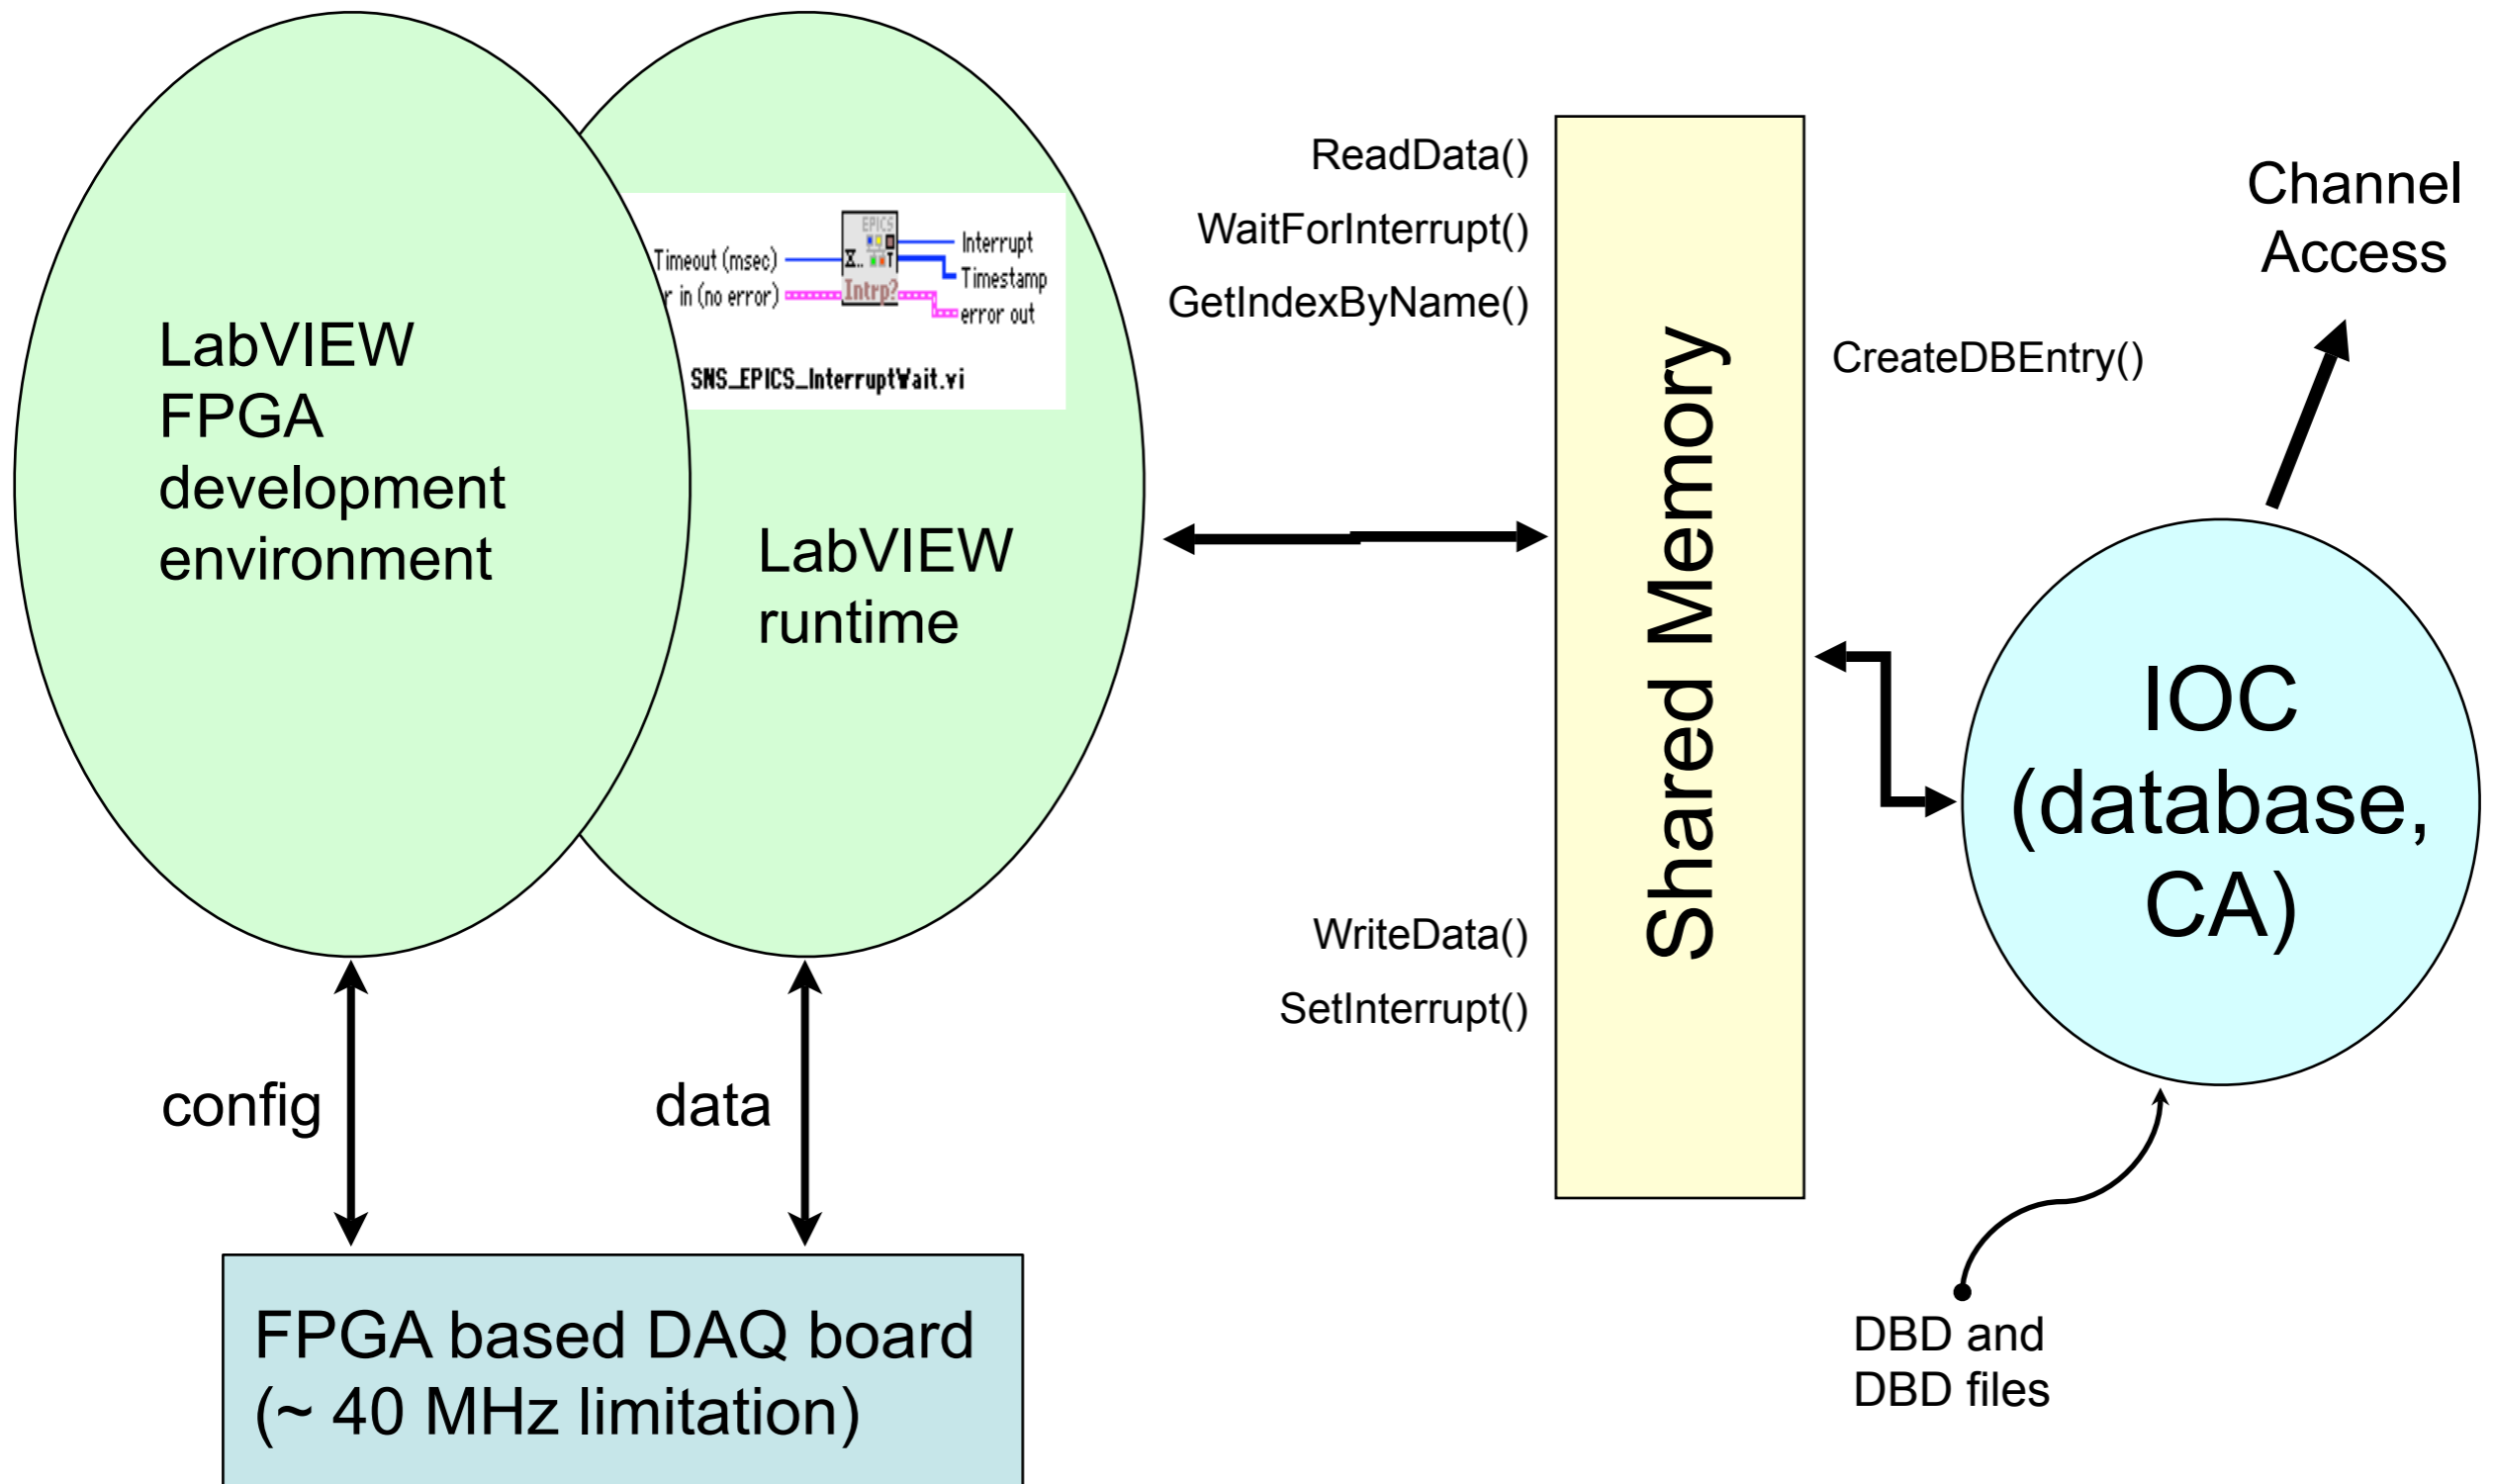 LabVIEW
FPGA
development
environment
EPICS
Timeout (msec)
r in (no error)
Intrp?
Interrupt
Timestamp
error out
SNS_EPICS_InterruptWait.vi
LabVIEW
runtime
ReadData()
WaitForInterrupt()
GetIndexByName()
WriteData()
SetInterrupt()
Shared Memory
CreateDBEntry()
Channel
Access
IOC
(database,
CA)
DBD and
DBD files
config
data
FPGA based DAQ board
(~ 40 MHz limitation)